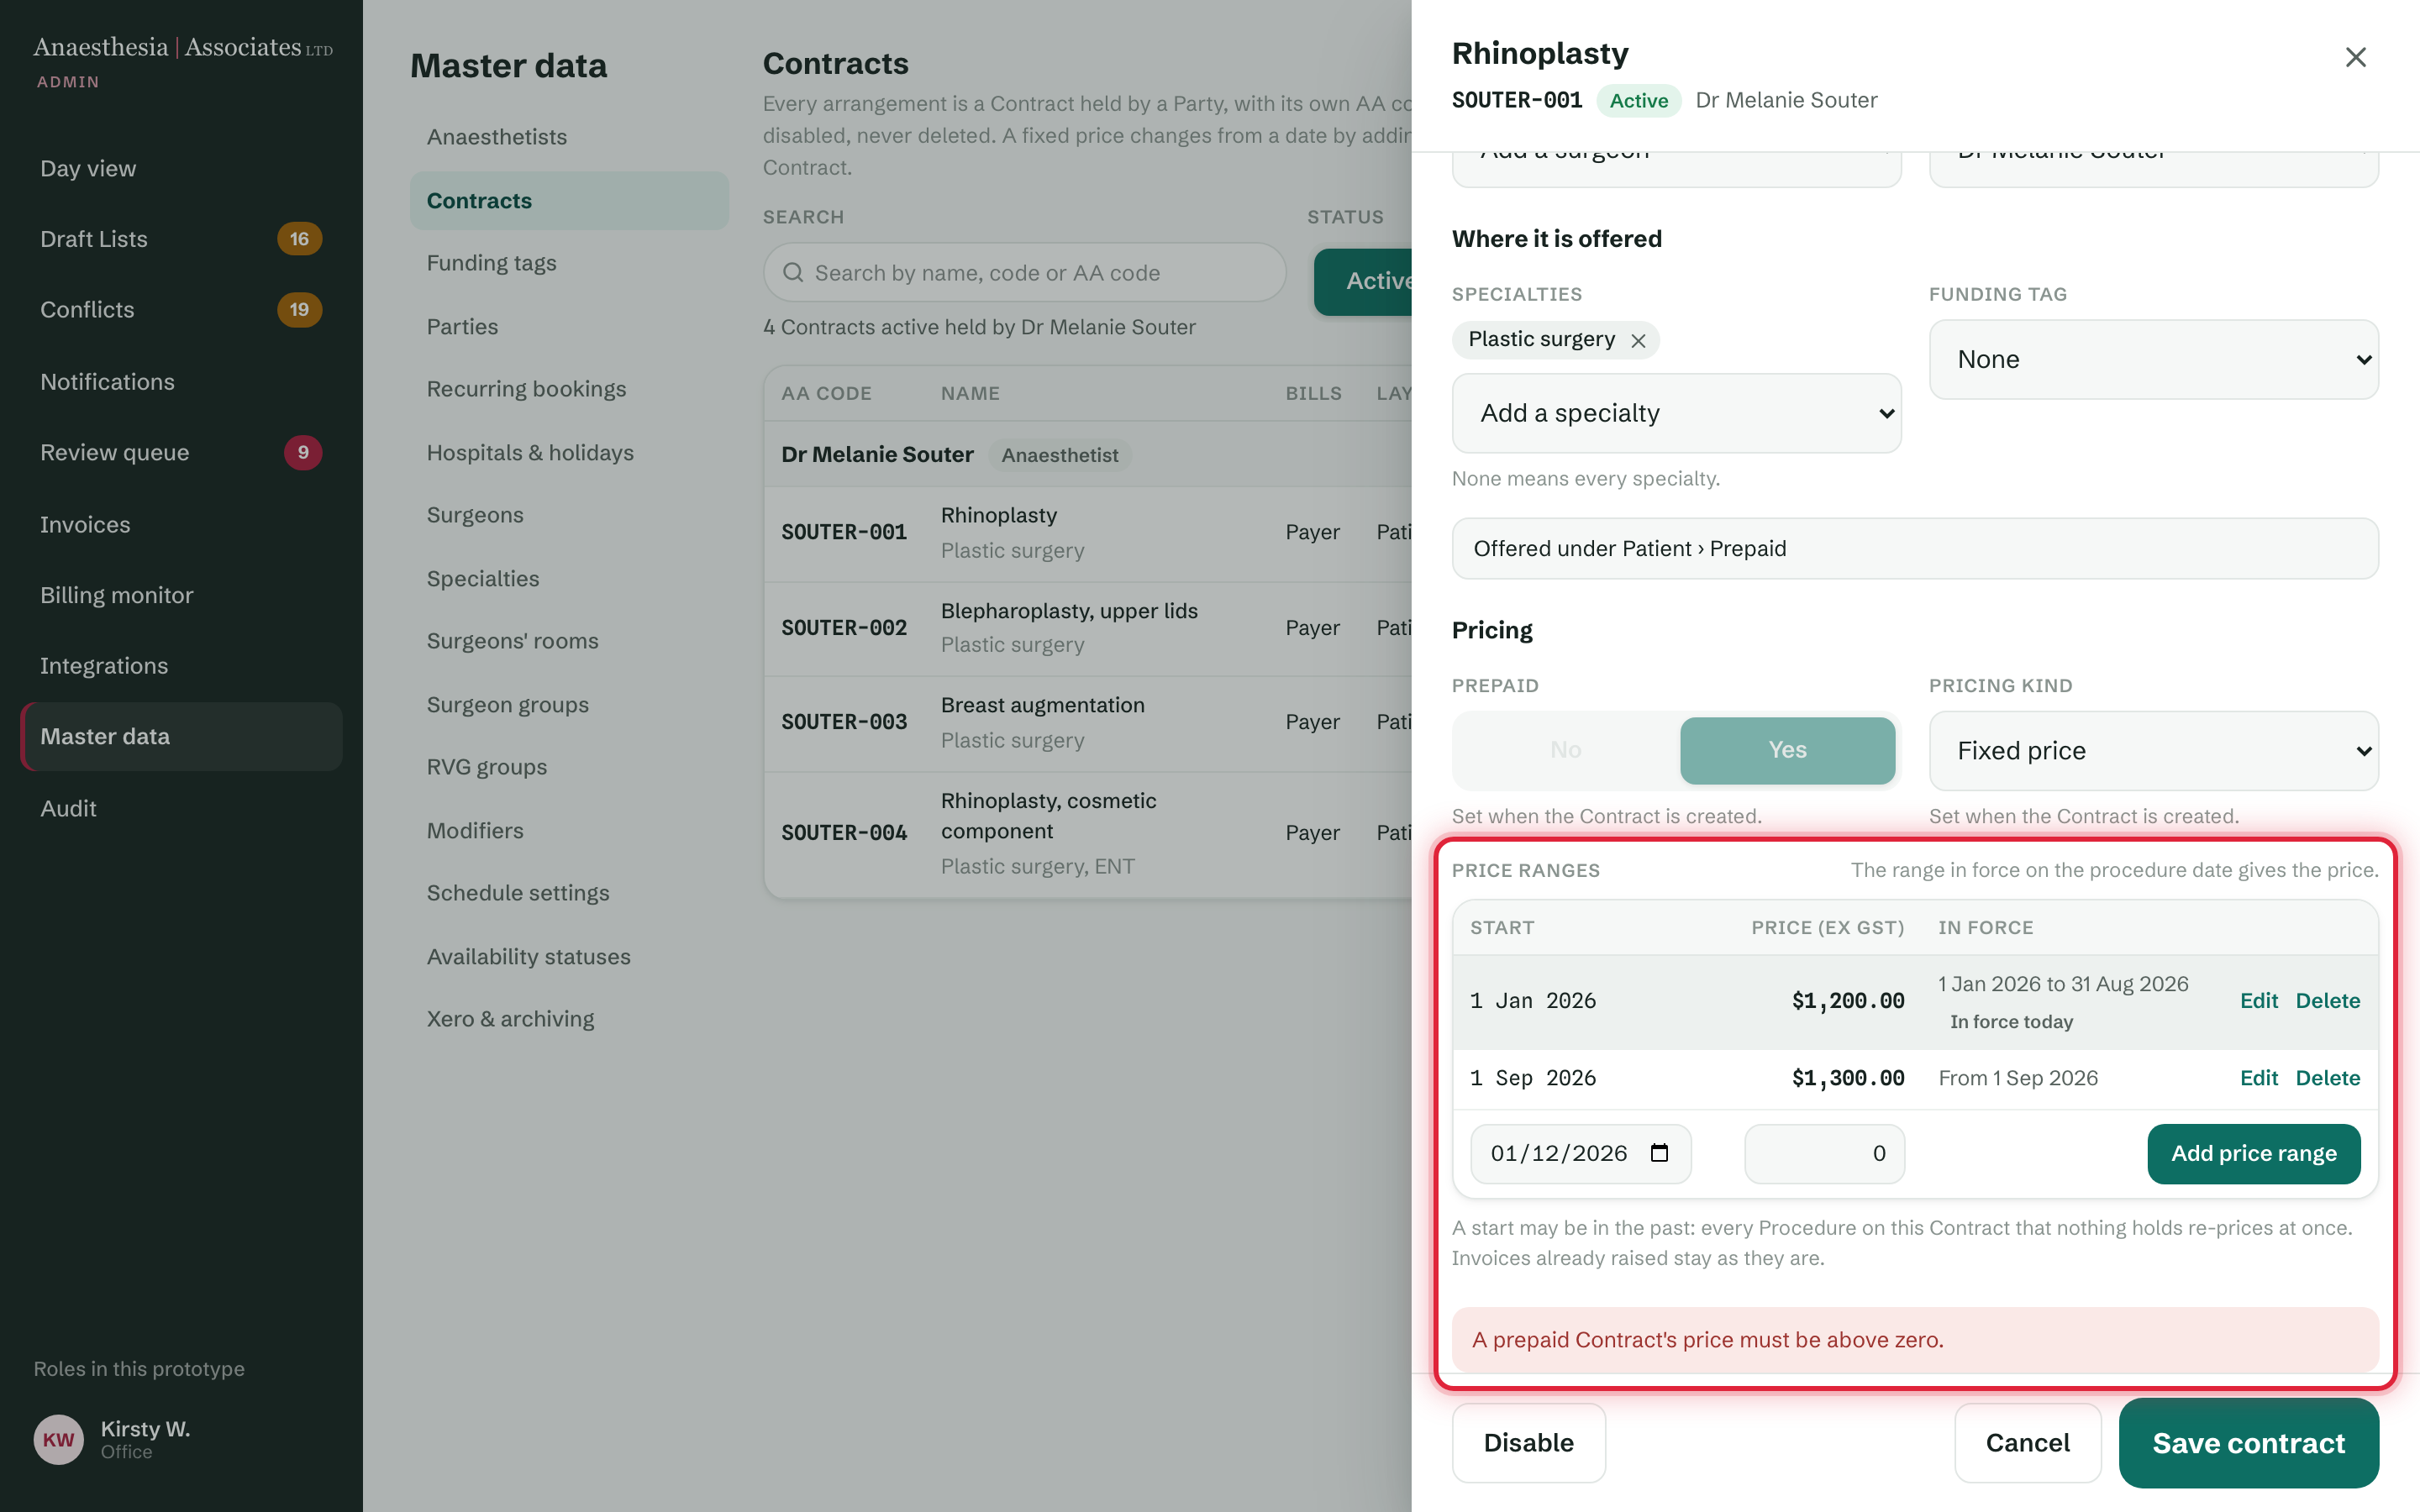 Anaesthesia | Associates LTD
ADMIN
Day view
Draft Lists 16
Conflicts 19
Notifications
Review queue 9
Invoices
Billing monitor
Integrations
Master data
Audit
Roles in this prototype
KW
Kirsty W.
Office
Master data
Anaesthetists
Contracts
Funding tags
Parties
Recurring bookings
Hospitals & holidays
Surgeons
Specialties
Surgeons' rooms
Surgeon groups
RVG groups
Modifiers
Schedule settings
Availability statuses
Xero & archiving
Contracts
Every arrangement is a Contract held by a Party, with its own AA
disabled, never deleted. A fixed price changes from a date by
Contract.
SEARCH STATUS
Search by name, code or AA code
Active
4 Contracts active held by Dr Melanie Souter
AA CODE NAME BILLS LAY
Dr Melanie Souter Anaesthetist
SOUTER-001 Rhinoplasty Payer Pati
Plastic surgery
SOUTER-002 Blepharoplasty, upper lids Payer Pati
Plastic surgery
SOUTER-003 Breast augmentation Payer Pati
Plastic surgery
SOUTER-004 Rhinoplasty, cosmetic component Payer Pati
Plastic surgery, ENT
Rhinoplasty
SOUTER-001 Active Dr Melanie Souter
Add a surgeon Dr Melanie Souter
Where it is offered
SPECIALTIES FUNDING TAG
Plastic surgery
None
Add a specialty
None means every specialty.
Offered under Patient › Prepaid
Pricing
PREPAID PRICING KIND
No Yes Fixed price
Set when the Contract is created. Set when the Contract is created.
PRICE RANGES The range in force on the procedure date gives the price.
START PRICE (EX GST) IN FORCE
1 Jan 2026 $1,200.00 1 Jan 2026 to 31 Aug 2026 Edit Delete
In force today
1 Sep 2026 $1,300.00 From 1 Sep 2026 Edit Delete
01/12/2026 0 Add price range
A start may be in the past: every Procedure on this Contract that nothing holds re-prices at once.
Invoices already raised stay as they are.
A prepaid Contract's price must be above zero.
Disable Cancel Save contract